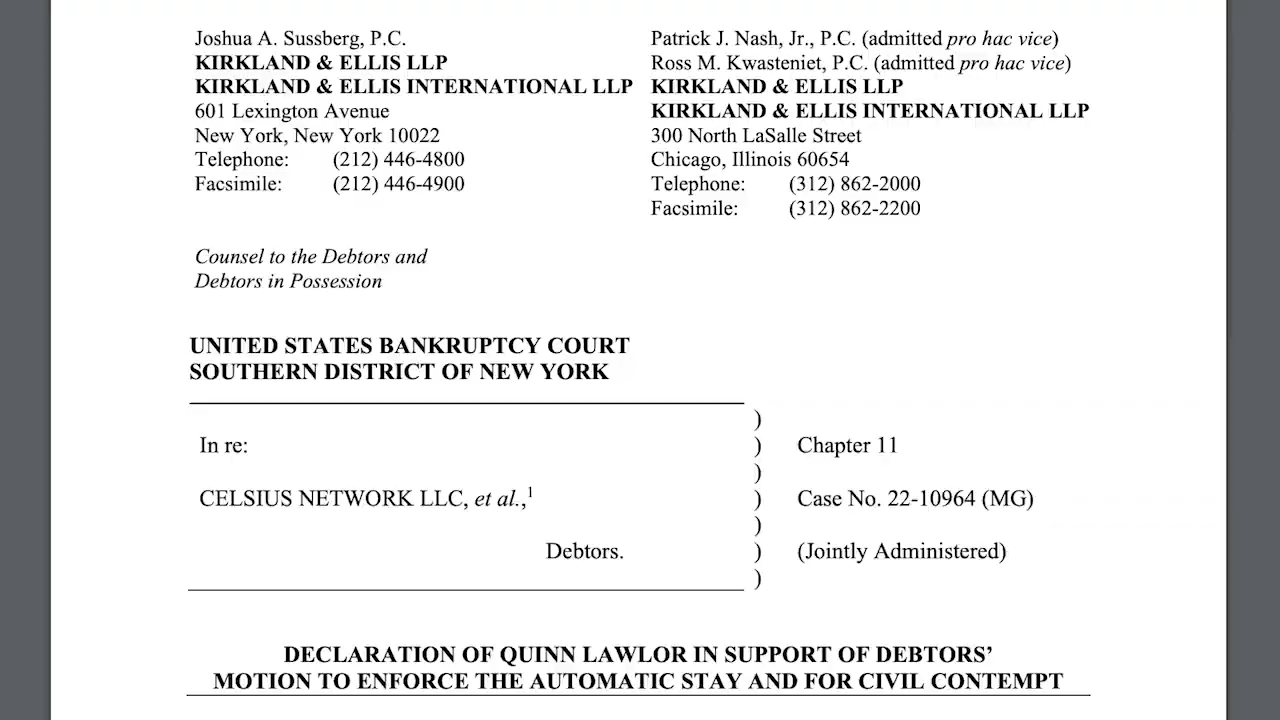 Joshua A. Sussberg, P.C.
KIRKLAND & ELLIS LLP
KIRKLAND & ELLIS INTERNATIONAL LLP
601 Lexington Avenue
New York, New York 10022
Telephone: (212) 446-4800
Facsimile: (212) 446-4900
Patrick J. Nash, Jr., P.C. (admitted pro hac vice)
Ross M. Kwasteniet, P.C. (admitted pro hac vice)
KIRKLAND & ELLIS LLP
KIRKLAND & ELLIS INTERNATIONAL LLP
300 North LaSalle Street
Chicago, Illinois 60654
Telephone: (312) 862-2000
Facsimile: (312) 862-2200
Counsel to the Debtors and
Debtors in Possession
UNITED STATES BANKRUPTCY COURT
SOUTHERN DISTRICT OF NEW YORK
)
In re: ) Chapter 11
)
CELSIUS NETWORK LLC, et al.,1 ) Case No. 22-10964 (MG)
)
Debtors. ) (Jointly Administered)
)
DECLARATION OF QUINN LAWLOR IN SUPPORT OF DEBTORS’
MOTION TO ENFORCE THE AUTOMATIC STAY AND FOR CIVIL CONTEMPT